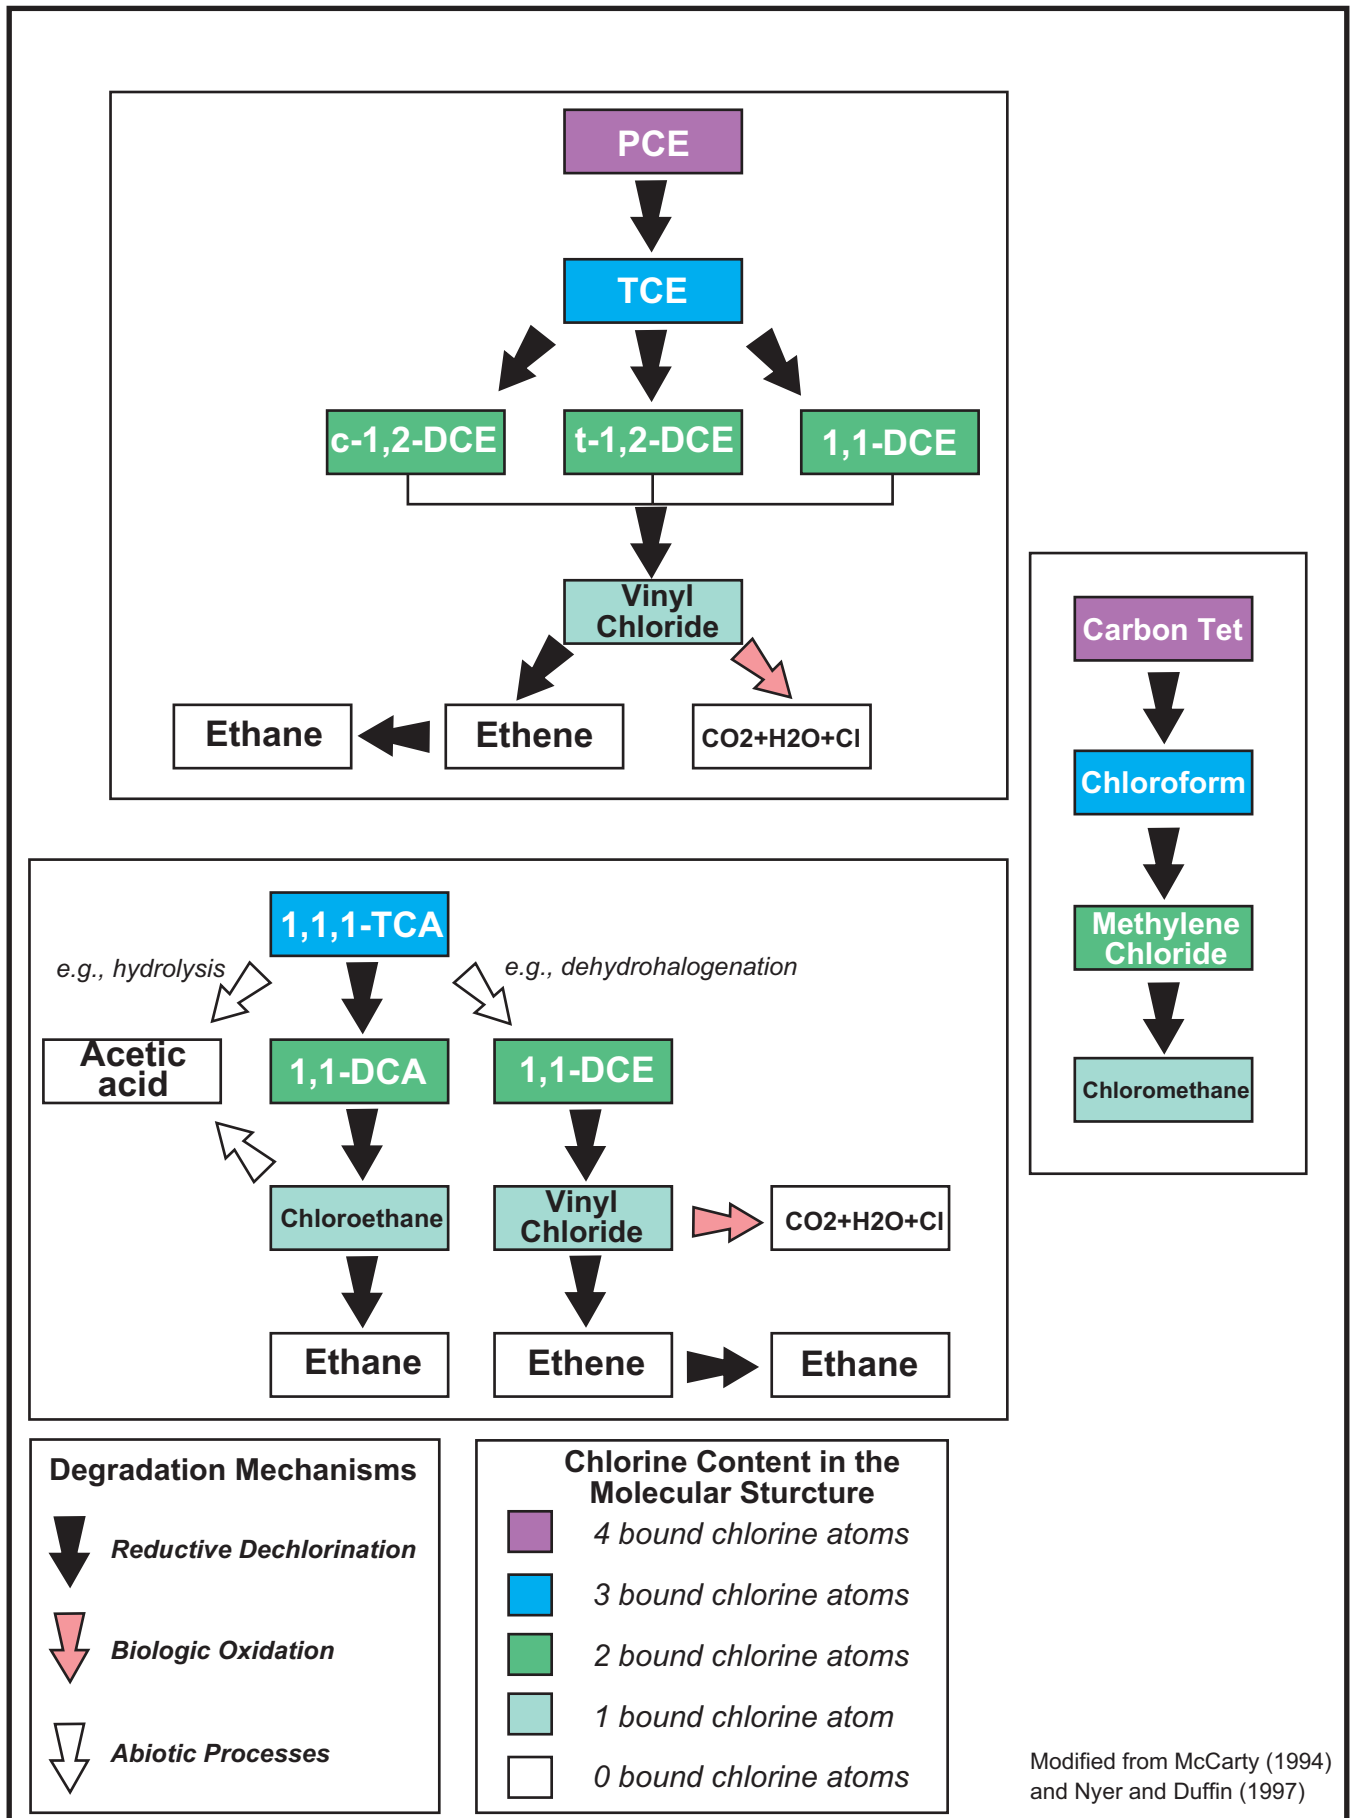 PCE
TCE
c-1,2-DCE
t-1,2-DCE
1,1-DCE
Vinyl
Chloride
Ethane
Ethene
CO2+H2O+Cl
Carbon Tet
Chloroform
Methylene
Chloride
Chloromethane
1,1,1-TCA
e.g., hydrolysis
e.g., dehydrohalogenation
Acetic
acid
1,1-DCA
1,1-DCE
Chloroethane
Vinyl
Chloride
CO2+H2O+Cl
Ethane
Ethene
Ethane
Degradation Mechanisms
Reductive Dechlorination
Biologic Oxidation
Abiotic Processes
Chlorine Content in the
Molecular Sturcture
4 bound chlorine atoms
3 bound chlorine atoms
2 bound chlorine atoms
1 bound chlorine atom
0 bound chlorine atoms
Modified from McCarty (1994)
and Nyer and Duffin (1997)